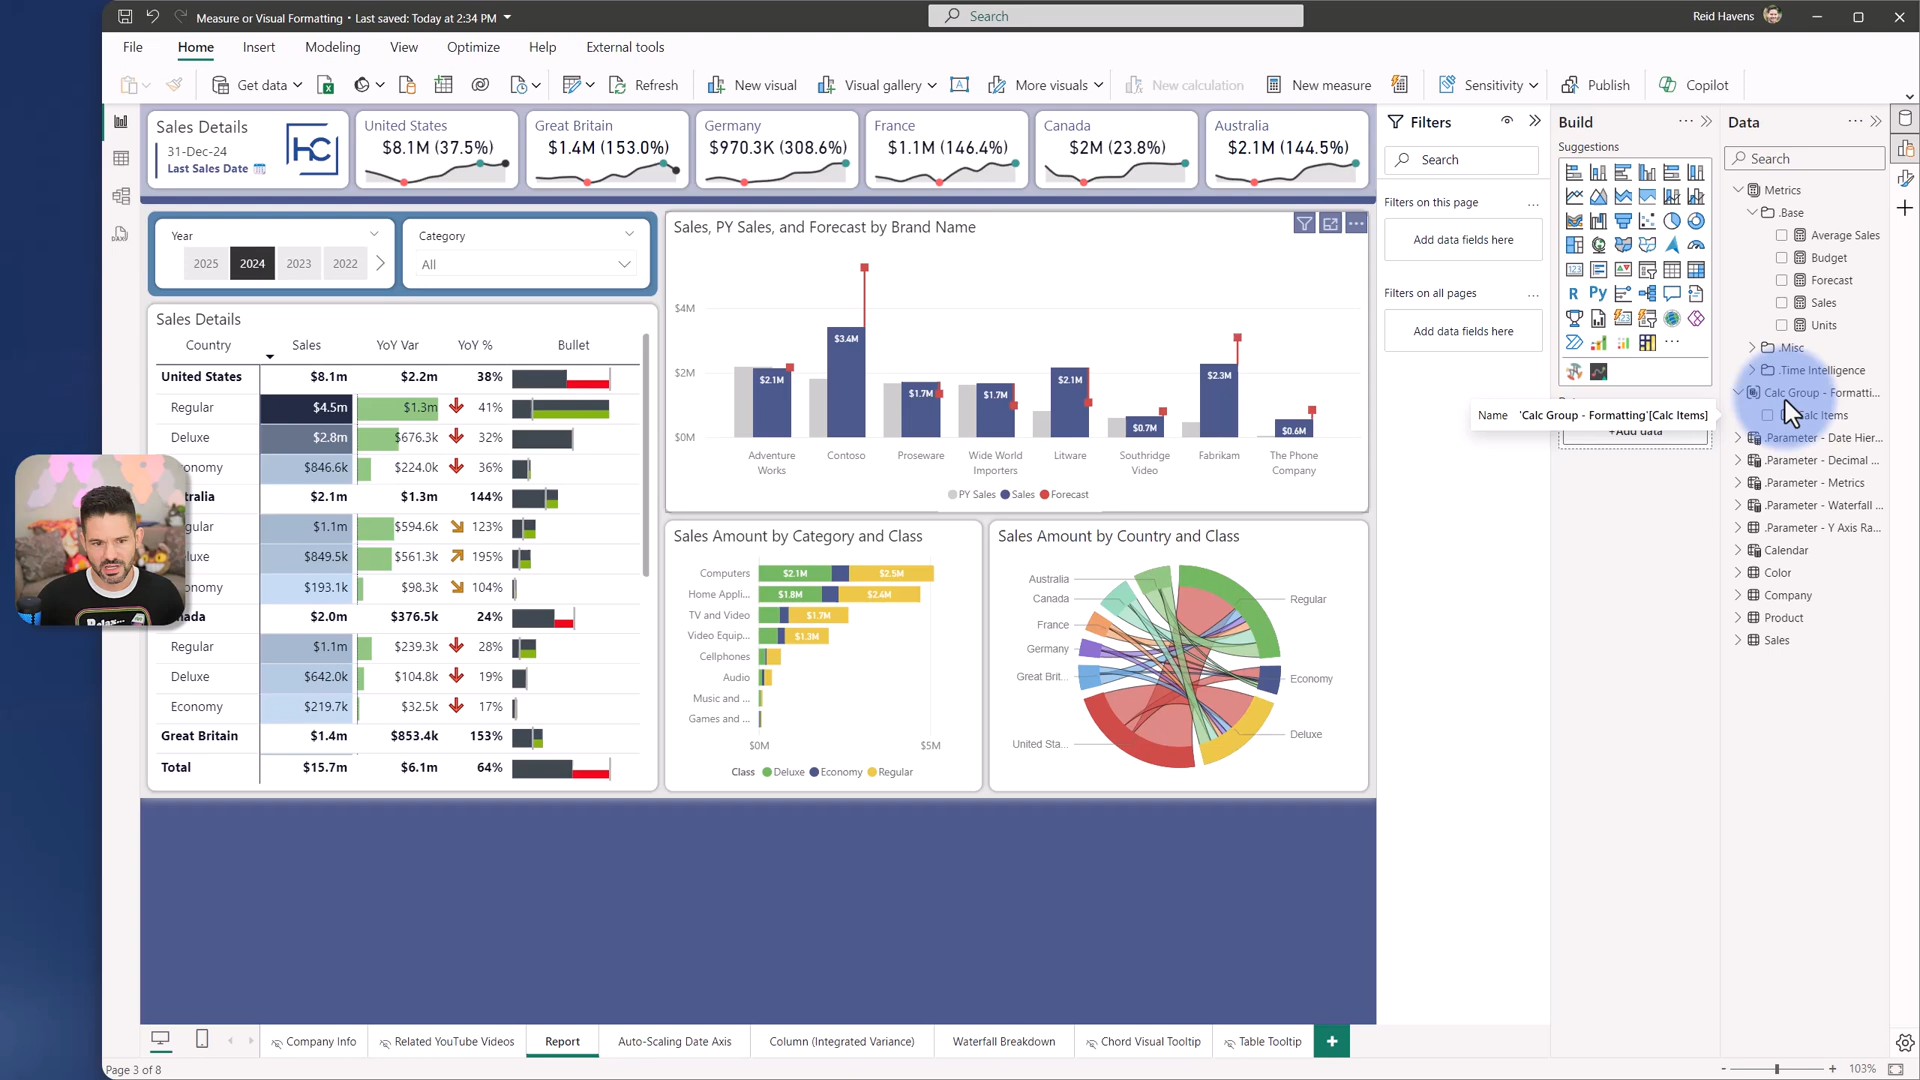 Measure or Visual Formatting • Last saved: Today at 2:34 PM
Search
Reid Havens
File Home Insert Modeling View Optimize Help External tools
Get data Refresh New visual Visual gallery More visuals New calculation New measure Sensitivity Publish Copilot
Sales Details
31-Dec-24
Last Sales Date
HC
United States
$8.1M (37.5%)
Great Britain
$1.4M (153.0%)
Germany
$970.3K (308.6%)
France
$1.1M (146.4%)
Canada
$2M (23.8%)
Australia
$2.1M (144.5%)
Year
2025 2024 2023 2022
Category
All
Sales Details
Country Sales YoY Var YoY % Bullet
United States $8.1m $2.2m 38%
Regular $4.5m $1.3m 41%
Deluxe $2.8m $676.3k 32%
onomy $846.6k $224.0k 36%
tralia $2.1m $1.3m 144%
gular $1.1m $594.6k 123%
luxe $849.5k $561.3k 195%
onomy $193.1k $98.3k 104%
nada $2.0m $376.5k 24%
Regular $1.1m $239.3k 28%
Deluxe $642.0k $104.8k 19%
Economy $219.7k $32.5k 17%
Great Britain $1.4m $853.4k 153%
Total $15.7m $6.1m 64%
Sales, PY Sales, and Forecast by Brand Name
$4M
$2M
$0M
$2.1M $3.4M $1.7M $1.7M $2.1M $0.7M $2.3M $0.6M
Adventure Works
Contoso
Proseware
Wide World Importers
Litware
Southridge Video
Fabrikam
The Phone Company
PY Sales Sales Forecast
Sales Amount by Category and Class
Computers $2.1M $2.5M
Home Appli... $1.8M $2.4M
TV and Video $1.7M
Video Equip... $1.3M
Cellphones
Audio
Music and ...
Games and ...
$0M $5M
Class Deluxe Economy Regular
Sales Amount by Country and Class
Australia
Canada
France
Germany
Great Brit...
United Sta...
Regular
Economy
Deluxe
Filters
Search
Filters on this page ...
Add data fields here
Filters on all pages ...
Add data fields here
Build
Suggestions
R Py
Name 'Calc Group - Formatting'[Calc Items]
+Add data
Data
Search
Metrics
.Base
Average Sales
Budget
Forecast
Sales
Units
.Misc
.Time Intelligence
Calc Group - Formatti...
Calc Items
.Parameter - Date Hier...
.Parameter - Decimal ...
.Parameter - Metrics
.Parameter - Waterfall ...
.Parameter - Y Axis Ra...
Calendar
Color
Company
Product
Sales
Company Info Related YouTube Videos Report Auto-Scaling Date Axis Column (Integrated Variance) Waterfall Breakdown Chord Visual Tooltip Table Tooltip +
Page 3 of 8
- + 103%